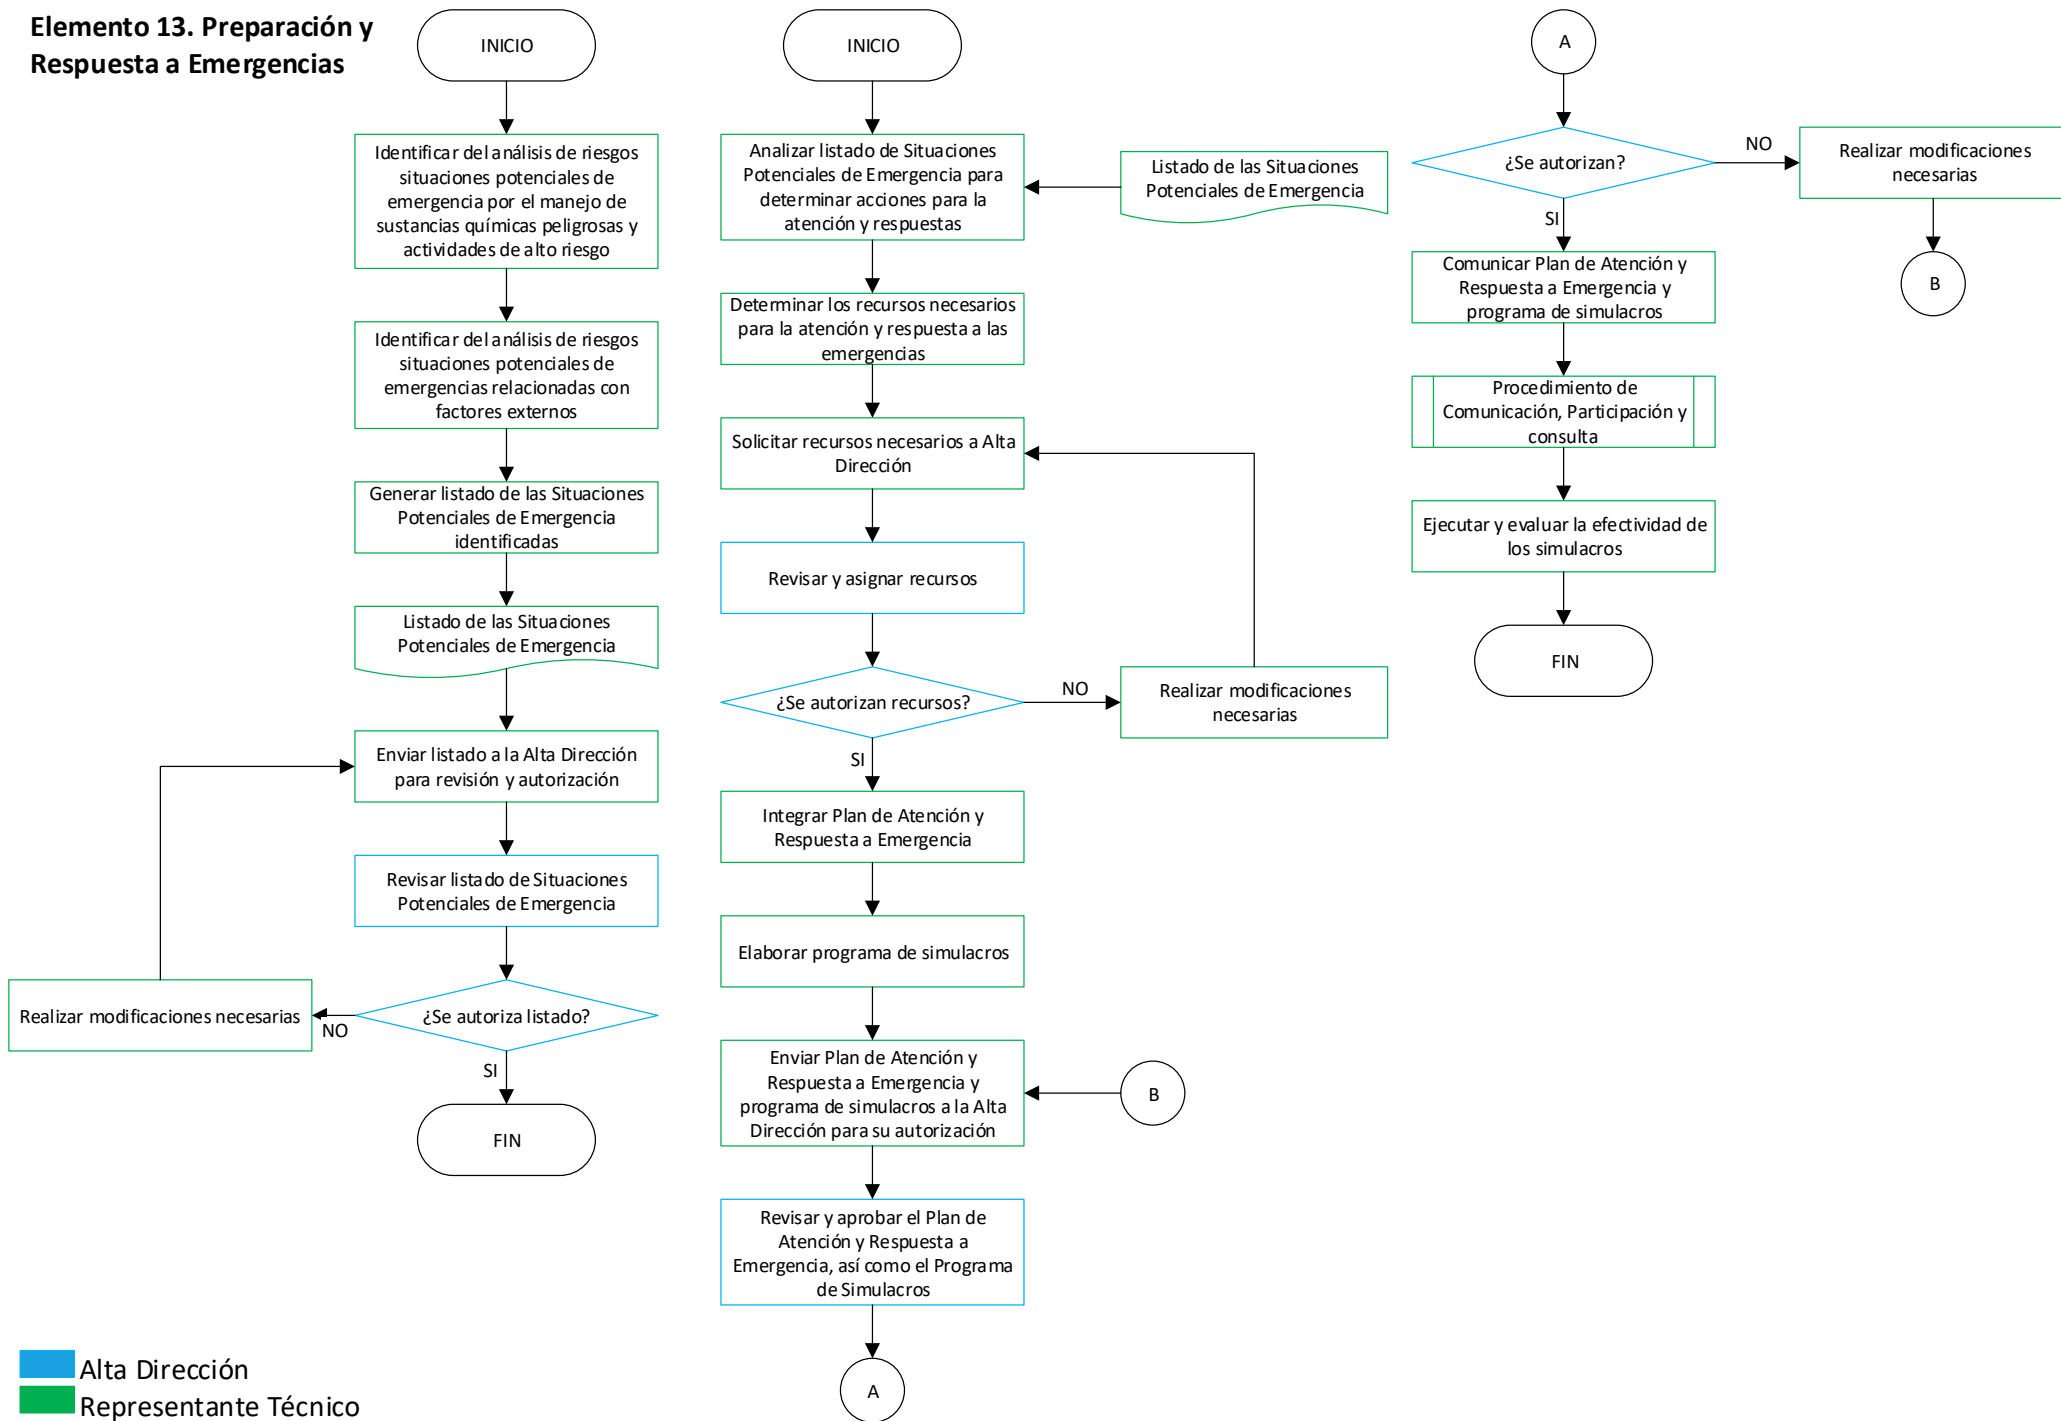 Elemento 13. Preparación y
Respuesta a Emergencias
INICIO
Identificar del análisis de riesgos
situaciones potenciales de
emergencia por el manejo de
sustancias químicas peligrosas y
actividades de alto riesgo
Identificar del análisis de riesgos
situaciones potenciales de
emergencias relacionadas con
factores externos
Generar listado de las Situaciones
Potenciales de Emergencia
identificadas
Listado de las Situaciones
Potenciales de Emergencia
Enviar listado a la Alta Dirección
para revisión y autorización
Revisar listado de Situaciones
Potenciales de Emergencia
¿Se autoriza listado?
NO
Realizar modificaciones necesarias
SI
FIN
INICIO
Analizar listado de Situaciones
Potenciales de Emergencia para
determinar acciones para la
atención y respuestas
Listado de las Situaciones
Potenciales de Emergencia
Determinar los recursos necesarios
para la atención y respuesta a las
emergencias
Solicitar recursos necesarios a Alta
Dirección
Revisar y asignar recursos
¿Se autorizan recursos?
NO
Realizar modificaciones
necesarias
SI
Integrar Plan de Atención y
Respuesta a Emergencia
Elaborar programa de simulacros
Enviar Plan de Atención y
Respuesta a Emergencia y
programa de simulacros a la Alta
Dirección para su autorización
B
Revisar y aprobar el Plan de
Atención y Respuesta a
Emergencia, así como el Programa
de Simulacros
A
A
¿Se autorizan?
NO
Realizar modificaciones
necesarias
B
SI
Comunicar Plan de Atención y
Respuesta a Emergencia y
programa de simulacros
Procedimiento de
Comunicación, Participación y
consulta
Ejecutar y evaluar la efectividad de
los simulacros
FIN
Alta Dirección
Representante Técnico